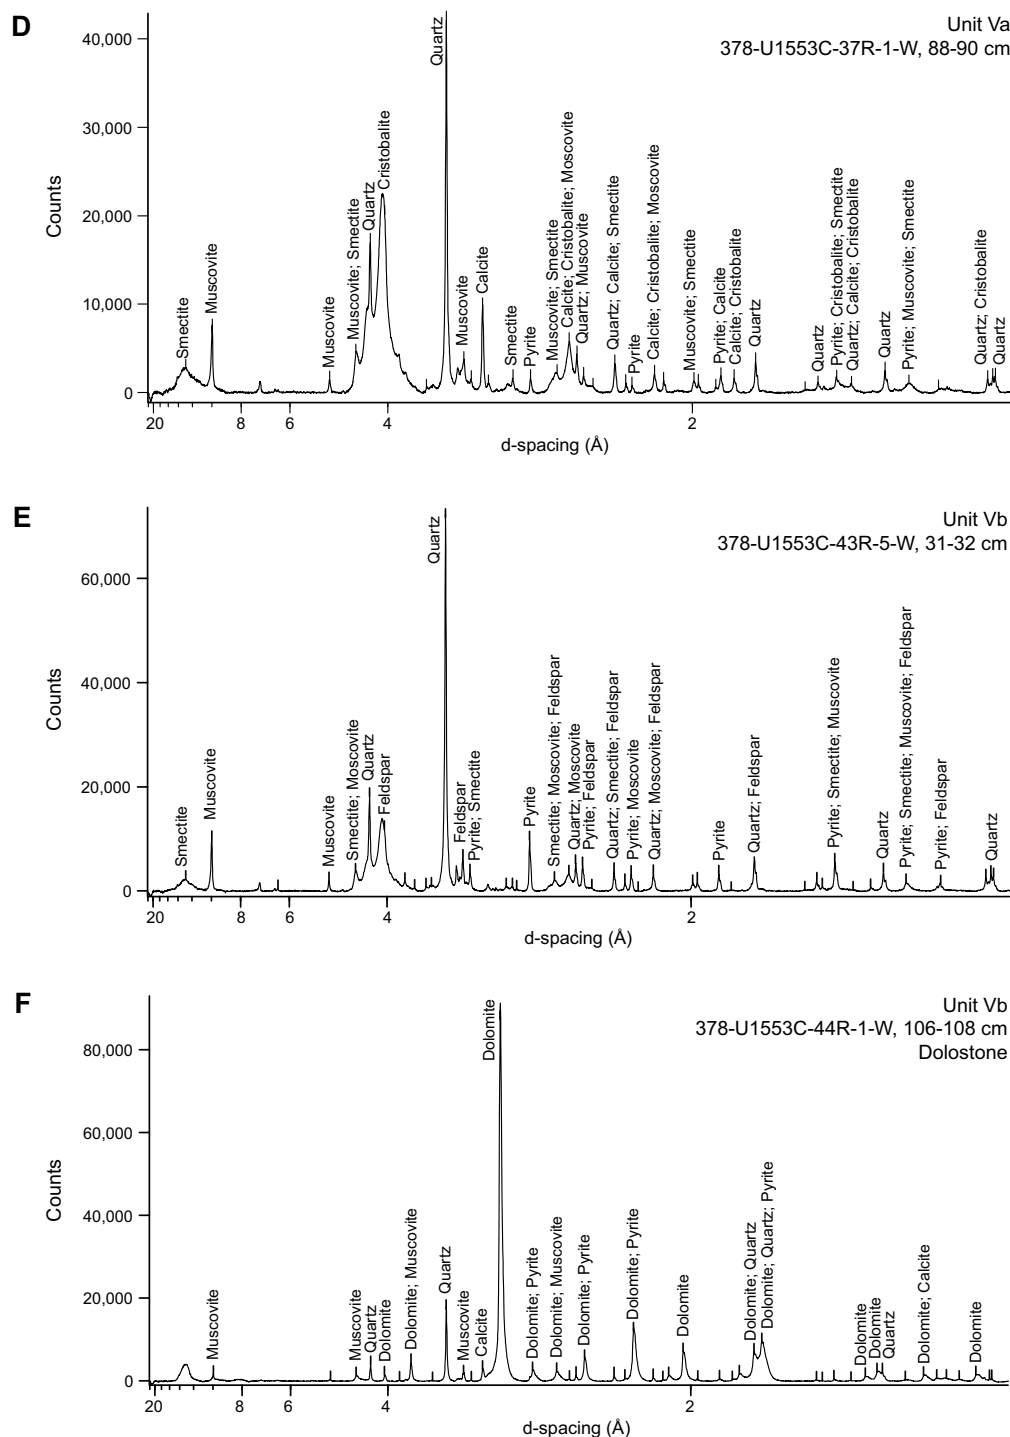 D
Unit Va
378-U1553C-37R-1-W, 88-90 cm
Counts
40,000
30,000
20,000
10,000
0
Smectite
Muscovite
Muscovite
Muscovite; Smectite
Quartz
Cristobalite
Quartz
Muscovite
Calcite
Smectite
Pyrite
Muscovite; Smectite
Calcite; Cristobalite; Moscovite
Quartz; Muscovite
Quartz; Calcite; Smectite
Pyrite
Calcite; Cristobalite; Moscovite
Muscovite; Smectite
Pyrite; Calcite
Calcite; Cristobalite
Quartz
Quartz
Pyrite; Cristobalite; Smectite
Quartz; Calcite; Cristobalite
Quartz
Pyrite; Muscovite; Smectite
Quartz; Cristobalite
Quartz
20 8 6 4 2
d-spacing (Å)
E
Unit Vb
378-U1553C-43R-5-W, 31-32 cm
Counts
60,000
40,000
20,000
0
Smectite
Muscovite
Muscovite
Smectite; Moscovite
Quartz
Feldspar
Quartz
Feldspar
Pyrite; Smectite
Pyrite
Smectite; Moscovite; Feldspar
Quartz; Moscovite
Pyrite; Feldspar
Quartz; Smectite; Feldspar
Pyrite; Moscovite
Quartz; Moscovite; Feldspar
Pyrite
Quartz; Feldspar
Pyrite; Smectite; Muscovite
Quartz
Pyrite; Smectite; Muscovite; Feldspar
Pyrite; Feldspar
Quartz
20 8 6 4 2
d-spacing (Å)
F
Unit Vb
378-U1553C-44R-1-W, 106-108 cm
Dolostone
Counts
80,000
60,000
40,000
20,000
0
Muscovite
Muscovite
Quartz
Dolomite
Dolomite; Muscovite
Quartz
Muscovite
Calcite
Dolomite
Dolomite; Pyrite
Dolomite; Muscovite
Dolomite; Pyrite
Dolomite; Pyrite
Dolomite
Dolomite; Quartz
Dolomite; Quartz; Pyrite
Dolomite
Dolomite
Quartz
Dolomite; Calcite
Dolomite
20 8 6 4 2
d-spacing (Å)